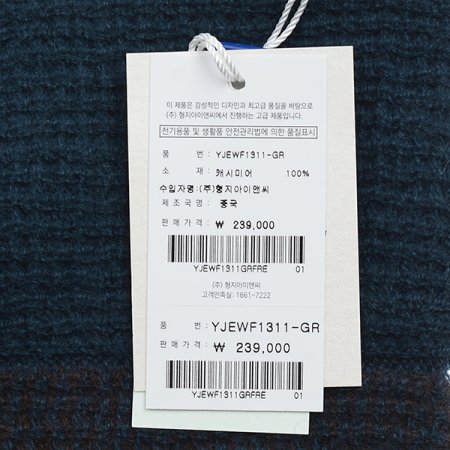 이 제품은 감성적인 디자인과 최고급 품질을 바탕으로
(주) 형지아이앤씨에서 진행하는 고급 제품입니다.
전기용품 및 생활품 안전관리법에 의한 품질표시
품 번 : YJEWF1311-GR
소 재 : 캐시미어 100%
수입자명 : (주)형지아이앤씨
제 조 국 명 : 중국
판 매 가 격 : ₩ 239,000
YJEWF1311GRFRE 01
(주) 형지아이앤씨
고객만족실: 1661-7222
품 번 : YJEWF1311-GR
판 매 가 격 : ₩ 239,000
YJEWF1311GRFRE 01